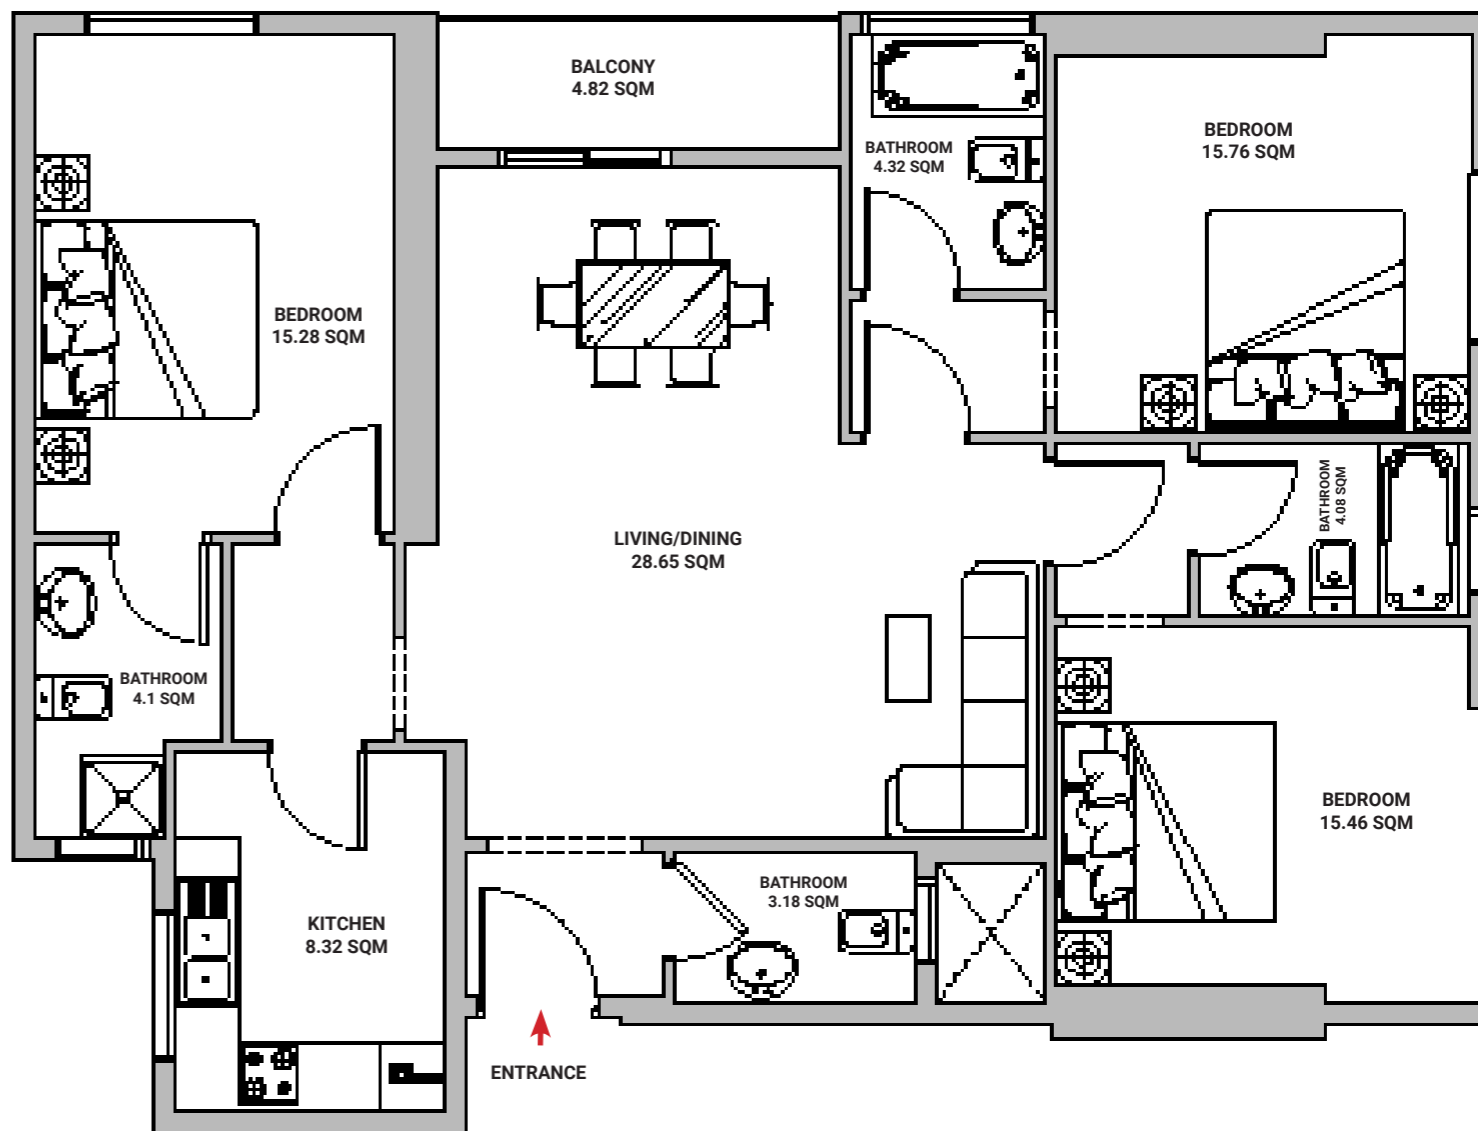 BALCONY
4.82 SQM
BATHROOM
4.32 SQM
BEDROOM
15.76 SQM
BEDROOM
15.28 SQM
LIVING/DINING
28.65 SQM
BATHROOM
4.08 SQM
BATHROOM
4.1 SQM
BEDROOM
15.46 SQM
BATHROOM
3.18 SQM
KITCHEN
8.32 SQM
ENTRANCE